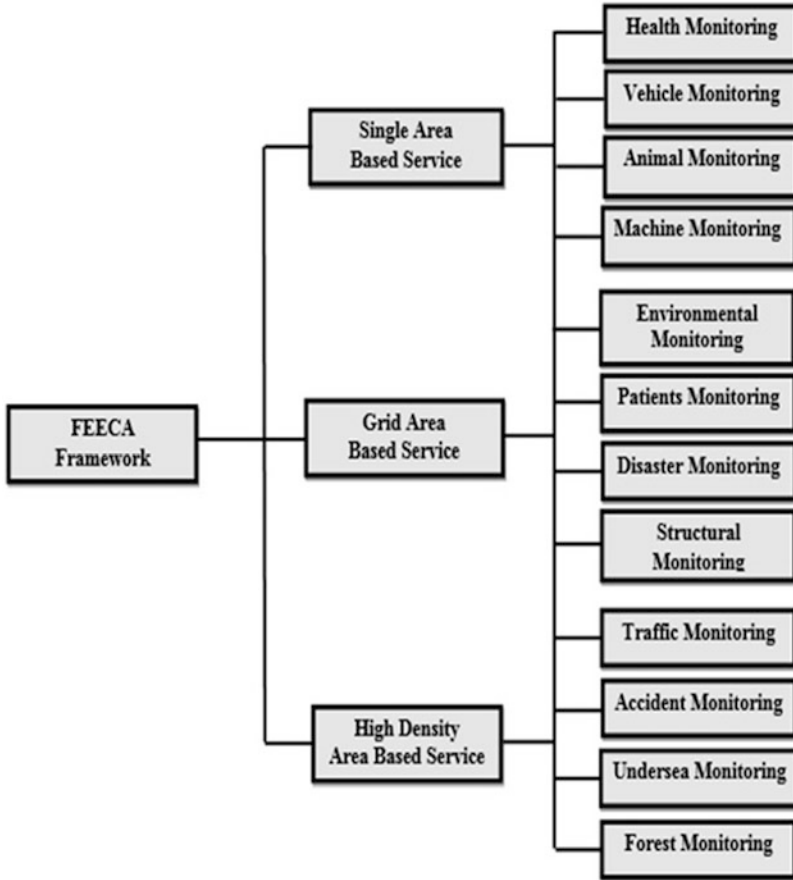 FEECA
Framework
Single Area
Based Service
Grid Area
Based Service
High Density
Area Based Service
Health Monitoring
Vehicle Monitoring
Animal Monitoring
Machine Monitoring
Environmental
Monitoring
Patients Monitoring
Disaster Monitoring
Structural
Monitoring
Traffic Monitoring
Accident Monitoring
Undersea Monitoring
Forest Monitoring